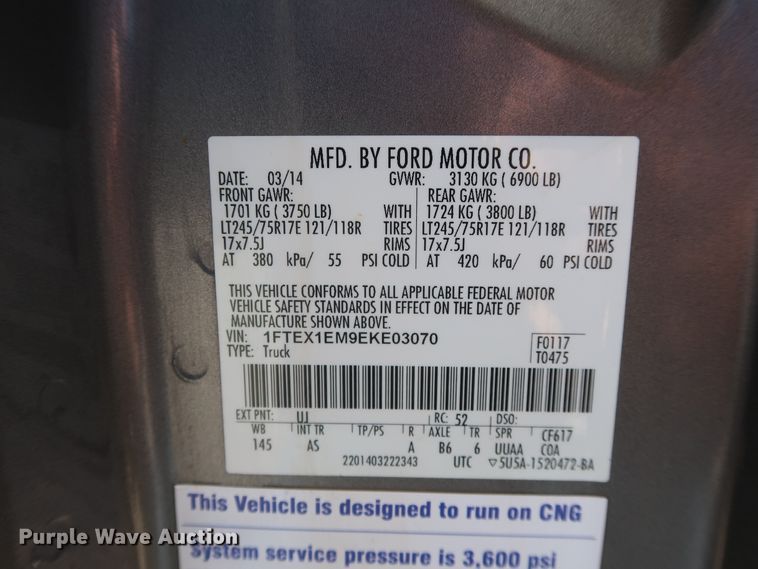 MFD. BY FORD MOTOR CO.
DATE: 03/14 GVWR: 3130 KG ( 6900 LB)
FRONT GAWR: REAR GAWR:
1701 KG ( 3750 LB) WITH 1724 KG ( 3800 LB) WITH
LT245/75R17E 121/118R TIRES LT245/75R17E 121/118R TIRES
17x7.5J RIMS 17x7.5J RIMS
AT 380 kPa/ 55 PSI COLD AT 420 kPa/ 60 PSI COLD
THIS VEHICLE CONFORMS TO ALL APPLICABLE FEDERAL MOTOR
VEHICLE SAFETY STANDARDS IN EFFECT ON THE DATE OF
MANUFACTURE SHOWN ABOVE.
VIN: 1FTEX1EM9EKE03070 F0117
TYPE: Truck T0475
EXT PNT: UJ RC: 52 DSO:
WB INT TR TP/PS R AXLE TR SPR CF617
145 AS A B6 6 UUAA COA
2201403222343 UTC ▽5U5A-1520472-BA
This Vehicle is designed to run on CNG
System service pressure is 3,600 psi
Purple Wave Auction